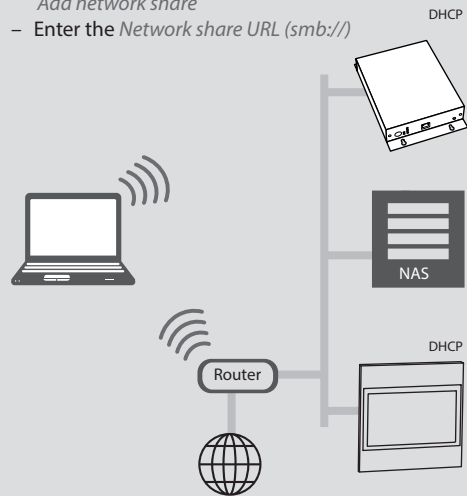 Add network share
– Enter the Network share URL (smb://)
DHCP
NAS
DHCP
Router